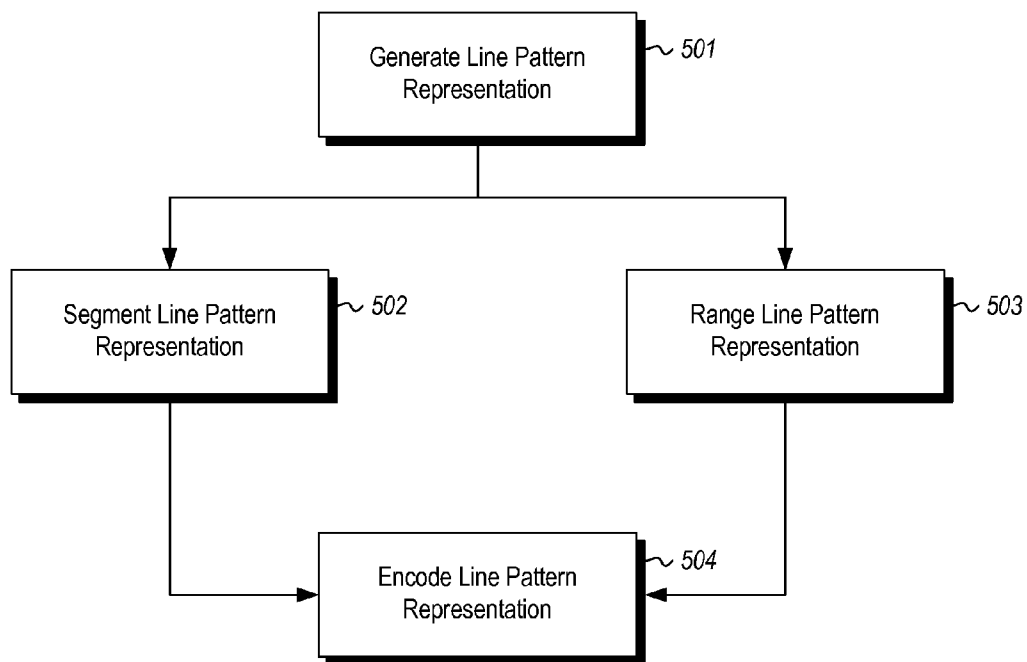 Generate Line Pattern
Representation
501
Segment Line Pattern
Representation
502
Range Line Pattern
Representation
503
Encode Line Pattern
Representation
504